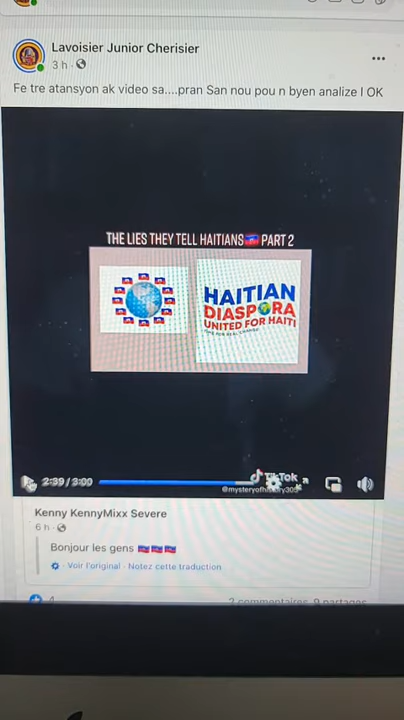 Lavoisier Junior Cherisier
3 h
Fe tre atansyon ak video sa....pran San nou pou n byen analize l OK
THE LIES THEY TELL HAITIANS PART 2
HAITIAN
DIASPORA
UNITED FOR HAITI
2:39 / 3:00
TikTok
Kenny KennyMixx Severe
6 h
Bonjour les gens
Voir l'original · Notez cette traduction
4
2 commentaires 9 partages